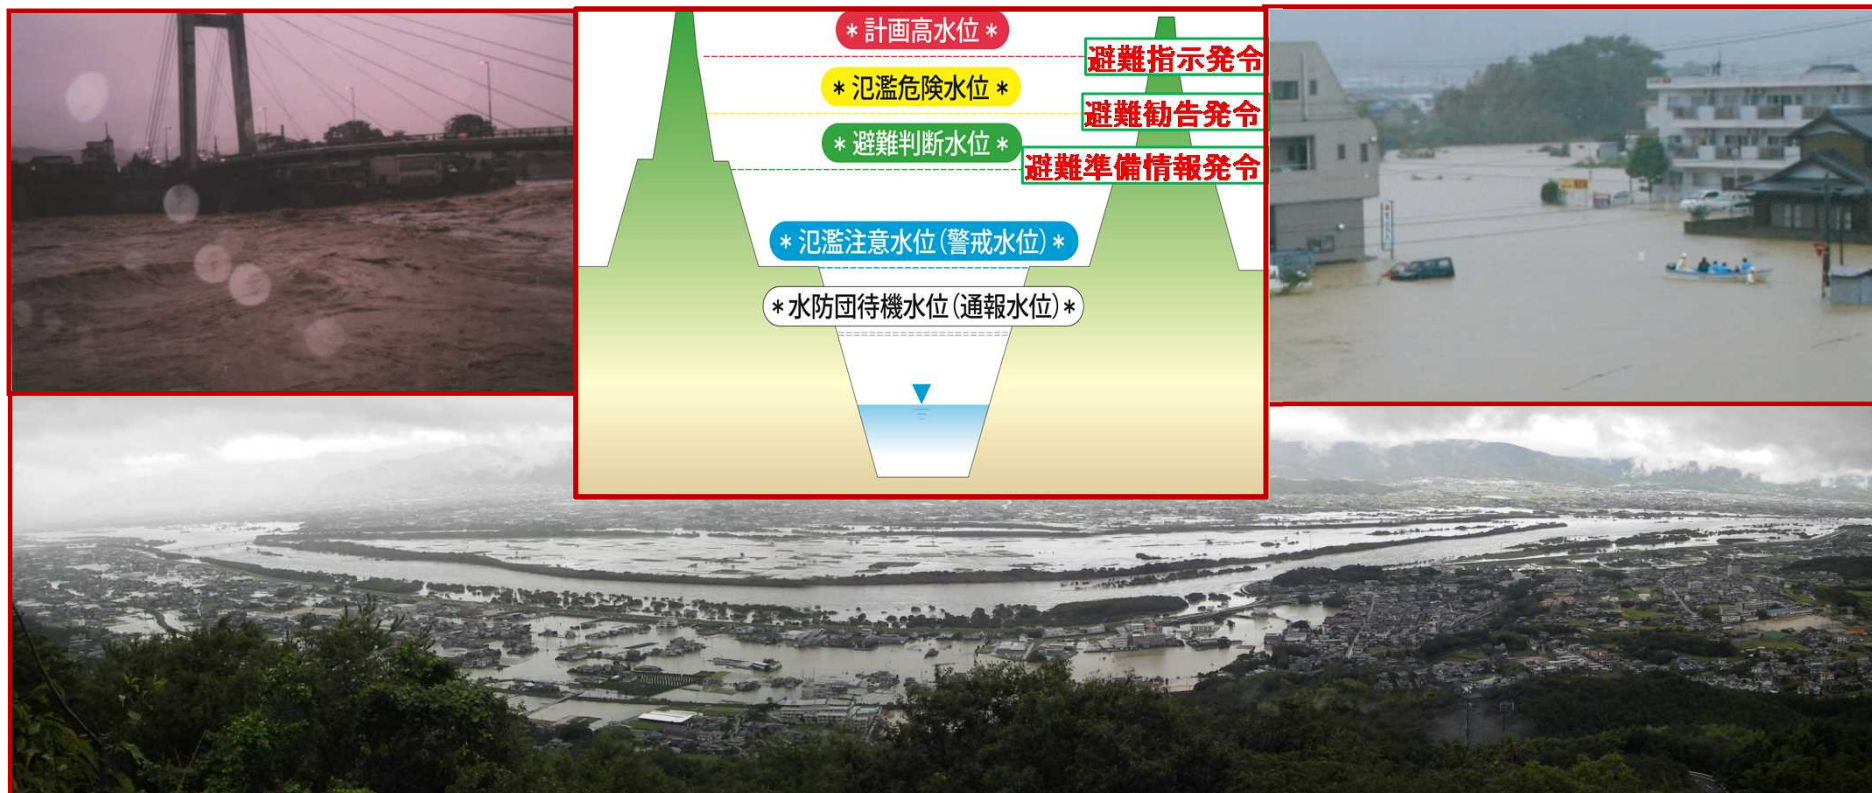 ＊計画高水位＊
避難指示発令
＊氾濫危険水位＊
避難勧告発令
＊避難判断水位＊
避難準備情報発令
＊氾濫注意水位(警戒水位)＊
＊水防団待機水位(通報水位)＊